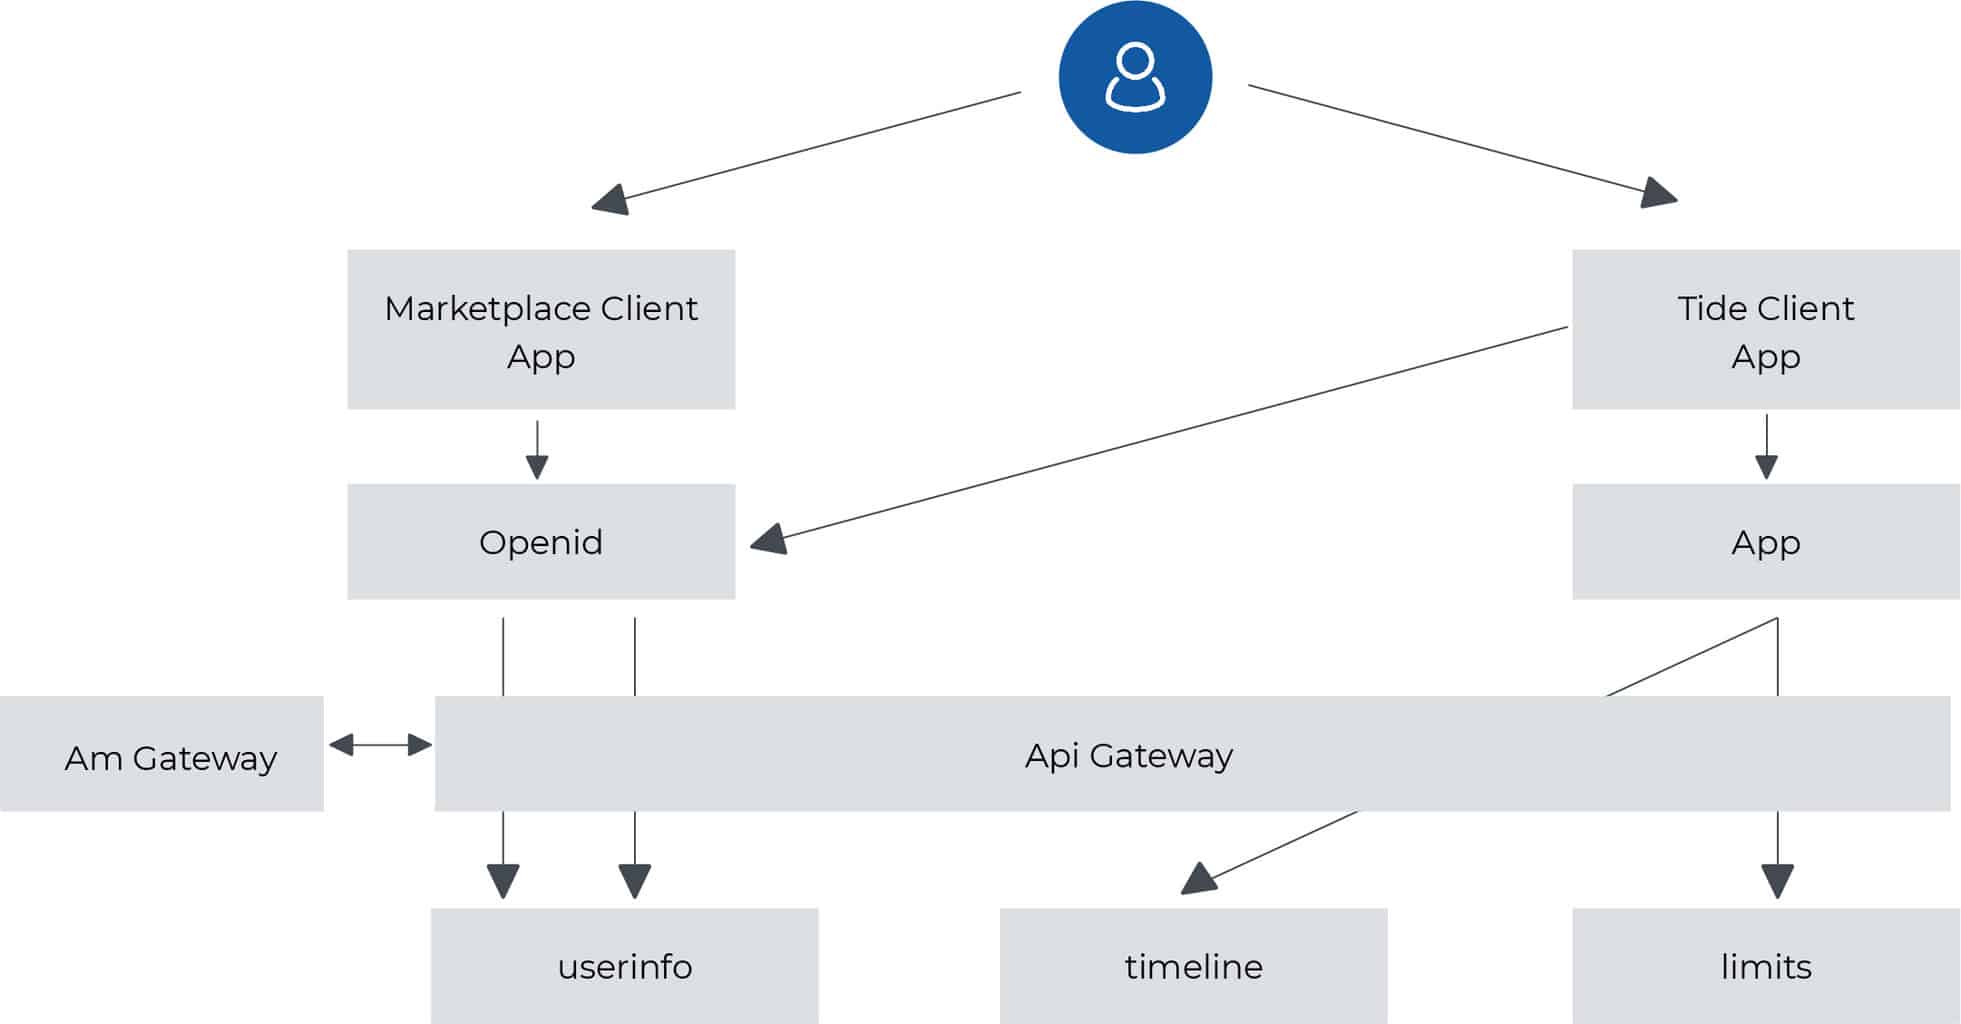 Marketplace Client
App
Tide Client
App
Openid
App
Am Gateway
Api Gateway
userinfo
timeline
limits